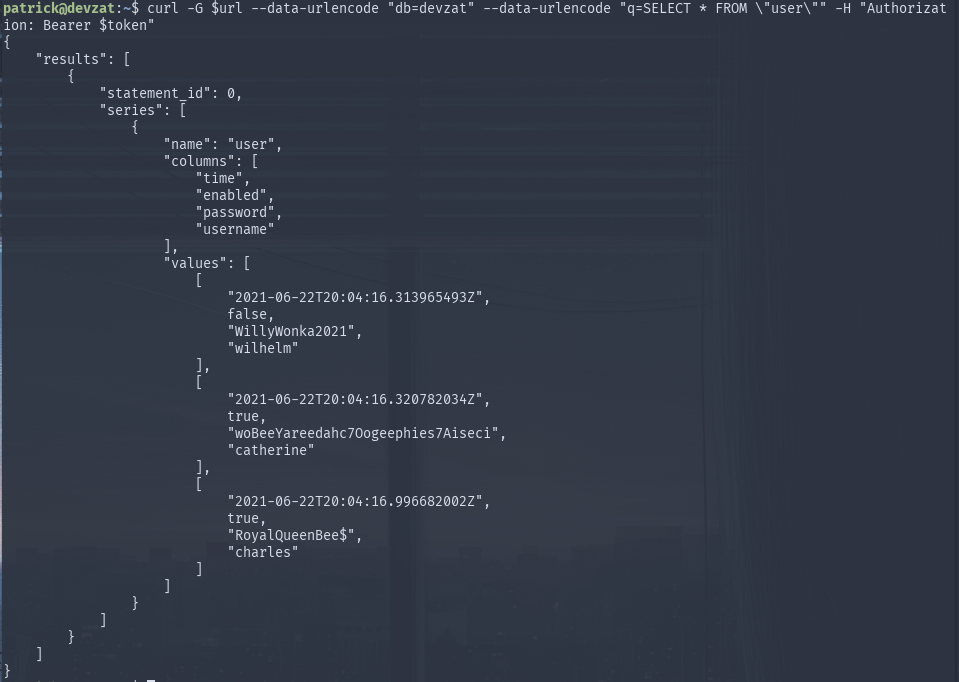 patrick@devzat:~$ curl -G $url --data-urlencode "db=devzat" --data-urlencode "q=SELECT * FROM \"user\"" -H "Authorizat
ion: Bearer $token"
{
    "results": [
        {
            "statement_id": 0,
            "series": [
                {
                    "name": "user",
                    "columns": [
                        "time",
                        "enabled",
                        "password",
                        "username"
                    ],
                    "values": [
                        [
                            "2021-06-22T20:04:16.313965493Z",
                            false,
                            "WillyWonka2021",
                            "wilhelm"
                        ],
                        [
                            "2021-06-22T20:04:16.320782034Z",
                            true,
                            "woBeeYareedahc7Oogeephies7Aiseci",
                            "catherine"
                        ],
                        [
                            "2021-06-22T20:04:16.996682002Z",
                            true,
                            "RoyalQueenBee$",
                            "charles"
                        ]
                    ]
                }
            ]
        }
    ]
}